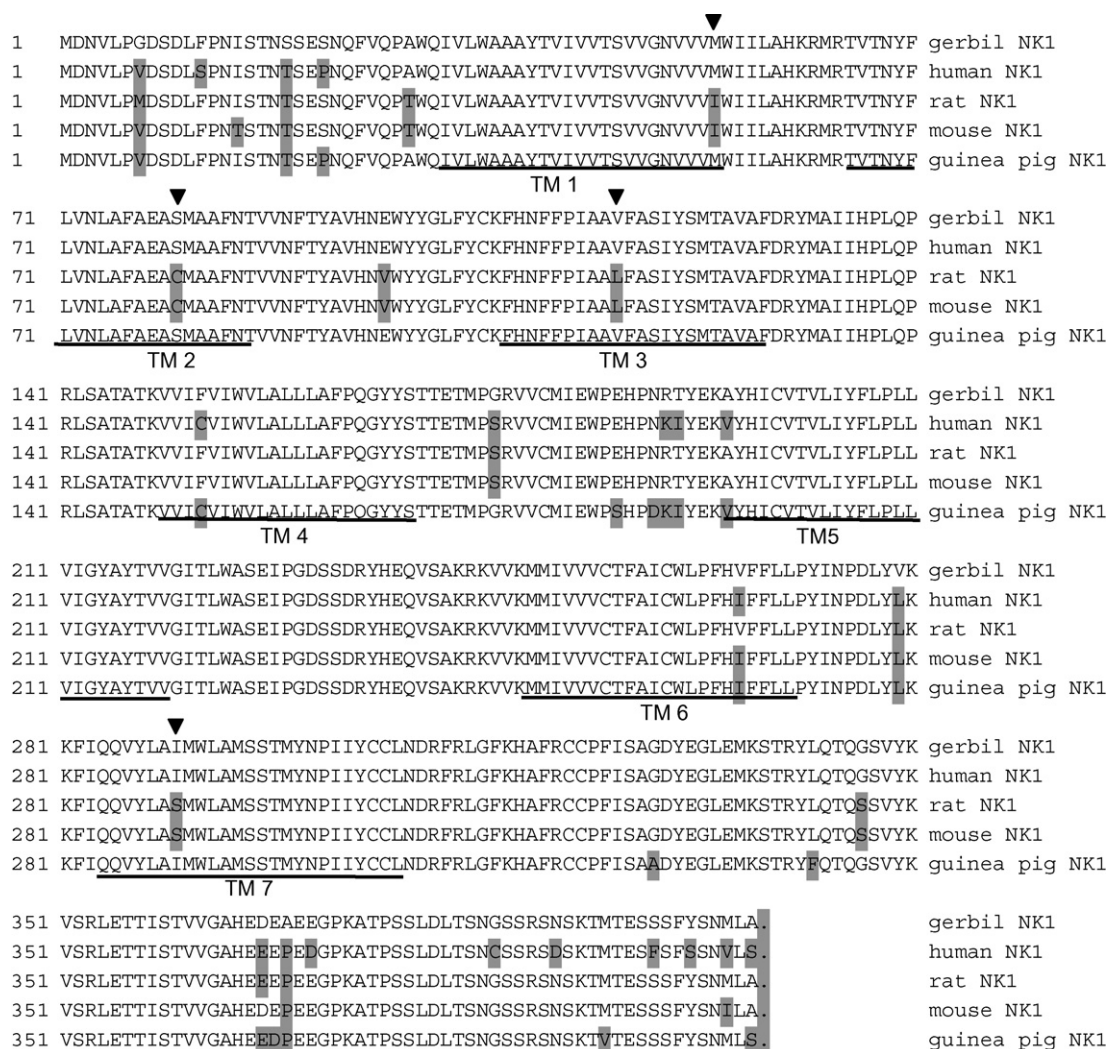 1 MDNVLPGDSDLFPNISTNSSESNQFVQPAWQIVLWAAAYTVIVVTSVVGNVVVMWIILAHKRMRTVTNYF gerbil NK1
1 MDNVLPVDSDLSPNISTNTSEPNQFVQPAWQIVLWAAAYTVIVVTSVVGNVVVMWIILAHKRMRTVTNYF human NK1
1 MDNVLPMDSDLFPNISTNTSESNQFVQPTWQIVLWAAAYTVIVVTSVVGNVVVIWIILAHKRMRTVTNYF rat NK1
1 MDNVLPVDSDLFPNTSTNTSESNQFVQPTWQIVLWAAAYTVIVVTSVVGNVVVIWIILAHKRMRTVTNYF mouse NK1
1 MDNVLPVDSDLFPNISTNTSEPNQFVQPAWQIVLWAAAYTVIVVTSVVGNVVVMWIILAHKRMRTVTNYF guinea pig NK1
TM 1
71 LVNLAFAEASMAAFNTVVNFTYAVHNEWYYGLFYCKFHNFFPIAAVFASIYSMTAVAFDRYMAIIHPLQP gerbil NK1
71 LVNLAFAEASMAAFNTVVNFTYAVHNEWYYGLFYCKFHNFFPIAAVFASIYSMTAVAFDRYMAIIHPLQP human NK1
71 LVNLAFAEACMAAFNTVVNFTYAVHNVWYYGLFYCKFHNFFPIAALFASIYSMTAVAFDRYMAIIHPLQP rat NK1
71 LVNLAFAEACMAAFNTVVNFTYAVHNVWYYGLFYCKFHNFFPIAALFASIYSMTAVAFDRYMAIIHPLQP mouse NK1
71 LVNLAFAEASMAAFNTVVNFTYAVHNEWYYGLFYCKFHNFFPIAAVFASIYSMTAVAFDRYMAIIHPLQP guinea pig NK1
TM 2 TM 3
141 RLSATATKVVIFVIWVLALLLAFPQGYYSTTETMPGRVVCMIEWPEHPNRTYEKAYHICVTVLIYFLPLL gerbil NK1
141 RLSATATKVVICVIWVLALLLAFPQGYYSTTETMPSRVVCMIEWPEHPNKIYEKVYHICVTVLIYFLPLL human NK1
141 RLSATATKVVIFVIWVLALLLAFPQGYYSTTETMPSRVVCMIEWPEHPNRTYEKAYHICVTVLIYFLPLL rat NK1
141 RLSATATKVVIFVIWVLALLLAFPQGYYSTTETMPSRVVCMIEWPEHPNRTYEKAYHICVTVLIYFLPLL mouse NK1
141 RLSATATKVVICVIWVLALLLAFPQGYYSTTETMPGRVVCMIEWPSHPDKIYEKVYHICVTVLIYFLPLL guinea pig NK1
TM 4 TM5
211 VIGYAYTVVGITLWASEIPGDSSDRYHEQVSAKRKVVKMMIVVVCTFAICWLPFHVFFLLPYINPDLYVK gerbil NK1
211 VIGYAYTVVGITLWASEIPGDSSDRYHEQVSAKRKVVKMMIVVVCTFAICWLPFHIFFLLPYINPDLYLK human NK1
211 VIGYAYTVVGITLWASEIPGDSSDRYHEQVSAKRKVVKMMIVVVCTFAICWLPFHVFFLLPYINPDLYLK rat NK1
211 VIGYAYTVVGITLWASEIPGDSSDRYHEQVSAKRKVVKMMIVVVCTFAICWLPFHIFFLLPYINPDLYLK mouse NK1
211 VIGYAYTVVGITLWASEIPGDSSDRYHEQVSAKRKVVKMMIVVVCTFAICWLPFHIFFLLPYINPDLYLK guinea pig NK1
TM 6
281 KFIQQVYLAIMWLAMSSTMYNPIIYCCLNDRFRLGFKHAFRCCPFISAGDYEGLEMKSTRYLQTQGSVYK gerbil NK1
281 KFIQQVYLAIMWLAMSSTMYNPIIYCCLNDRFRLGFKHAFRCCPFISAGDYEGLEMKSTRYLQTQGSVYK human NK1
281 KFIQQVYLASMWLAMSSTMYNPIIYCCLNDRFRLGFKHAFRCCPFISAGDYEGLEMKSTRYLQTQSSVYK rat NK1
281 KFIQQVYLASMWLAMSSTMYNPIIYCCLNDRFRLGFKHAFRCCPFISAGDYEGLEMKSTRYLQTQSSVYK mouse NK1
281 KFIQQVYLAIMWLAMSSTMYNPIIYCCLNDRFRLGFKHAFRCCPFISAADYEGLEMKSTRYFQTQGSVYK guinea pig NK1
TM 7
351 VSRLETTISTVVGAHEDEAEEGPKATPSSLDLTSNGSSRSNSKTMTESSSFYSNMLA. gerbil NK1
351 VSRLETTISTVVGAHEEEPEDGPKATPSSLDLTSNCSSRSDSKTMTESFSFSSNVLS. human NK1
351 VSRLETTISTVVGAHEEEPEEGPKATPSSLDLTSNGSSRSNSKTMTESSSFYSNMLA. rat NK1
351 VSRLETTISTVVGAHEDEPEEGPKATPSSLDLTSNGSSRSNSKTMTESSSFYSNILA. mouse NK1
351 VSRLETTISTVVGAHEEDPEEGPKATPSSLDLTSNGSSRSNSKTVTESSSFYSNMLS. guinea pig NK1